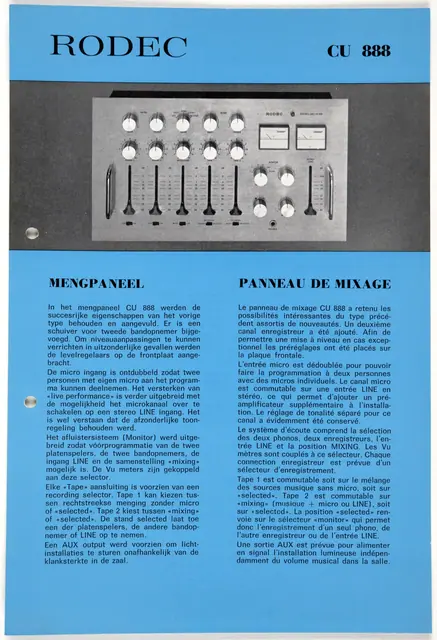 RODEC
CU 888
RODEC
MENGPANEEL
In het mengpaneel CU 888 werden de
succesrijke eigenschappen van het vorige
type behouden en aangevuld. Er is een
schuiver voor tweede bandopnemer bijge-
voegd. Om niveauaanpassingen te kunnen
verrichten in uitzonderlijke gevallen werden
de levelregelaars op de frontplaat aange-
bracht.
De micro ingang is ontdubbeld zodat twee
personen met eigen micro aan het program-
ma kunnen deelnemen. Het versterken van
«live performance» is verder uitgebreid met
de mogelijkheid het microkanaal over te
schakelen op een stereo LINE ingang. Het
is wel verstaan dat de afzonderlijke toon-
regeling behouden werd.
Het afluistersisteem (Monitor) werd uitge-
breid zodat vóórprogramatie van de twee
platenspelers, de twee bandopnemers, de
ingang LINE en de samenstelling «mixing»
mogelijk is. De Vu meters zijn gekoppeld
aan deze selector.
Elke «Tape» aansluiting is voorzien van een
recording selector. Tape 1 kan kiezen tus-
sen rechtstreekse menging zonder micro
of «selected». Tape 2 kiest tussen «mixing»
of «selected». De stand selected laat toe
een der platenspelers, de andere bandop-
nemer of LINE op te nemen.
Een AUX output werd voorzien om licht-
installaties te sturen onafhankelijk van de
klanksterkte in de zaal.
PANNEAU DE MIXAGE
Le panneau de mixage CU 888 a retenu les
possibilités intéressantes du type précé-
dent assortis de nouveautés. Un deuxième
canal enregistreur a été ajouté. Afin de
permettre une mise à niveau en cas excep-
tionnel les préréglages ont été placés sur
la plaque frontale.
L'entrée micro est dédoublée pour pouvoir
faire la programmation à deux personnes
avec des micros individuels. Le canal micro
est commutable sur une entrée LINE en
stéréo, ce qui permet d'ajouter un pré-
amplificateur supplémentaire à l'installa-
tion. Le réglage de tonalité séparé pour ce
canal a évidemment été conservé.
Le système d'écoute comprend la sélection
des deux phonos, deux enregistreurs, l'en-
trée LINE et la position MIXING. Les Vu
mètres sont couplés à ce sélecteur. Chaque
connection enregistreur est prévue d'un
sélecteur d'enregistrement.
Tape 1 est commutable soit sur le mélange
des sources musique sans micro, soit sur
«selected». Tape 2 est commutable sur
«mixing» (musique + micro ou LINE), soit
sur «selected». La position «selected» ren-
voie sur le sélecteur «monitor» qui permet
donc l'enregistrement d'un seul phono, de
l'autre enregistreur ou de l'entrée LINE.
Une sortie AUX est prévue pour alimenter
en signal l'installation lumineuse indépen-
damment du volume musical dans la salle.